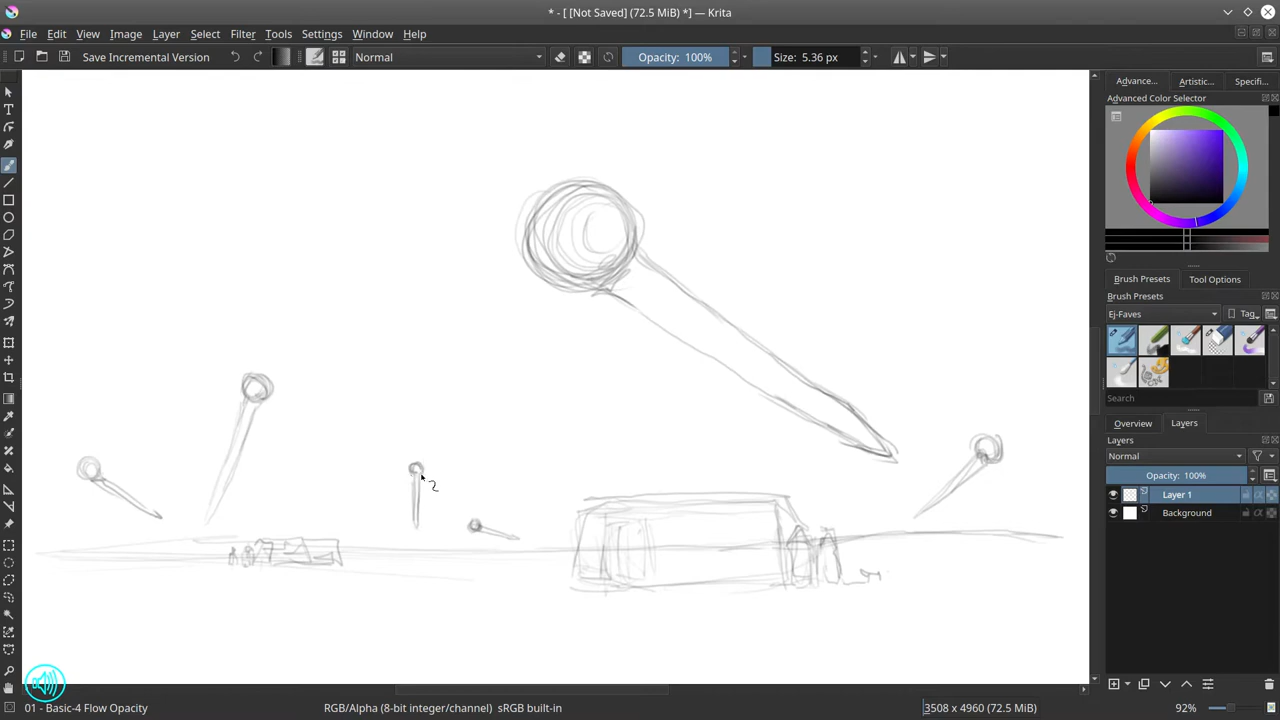 * - [ [Not Saved] (72.5 MiB) *] — Krita
File Edit View Image Layer Select Filter Tools Settings Window Help
Save Incremental Version Normal Opacity: 100% Size: 5.36 px
Advance... Artistic... Specifi...
Advanced Color Selector
Brush Presets Tool Options
Brush Presets
Ej-Faves Tag
Search
Overview Layers
Layers
Normal
Opacity: 100%
Layer 1
Background
01 - Basic-4 Flow Opacity RGB/Alpha (8-bit integer/channel) sRGB built-in 3508 x 4960 (72.5 MiB) 92%